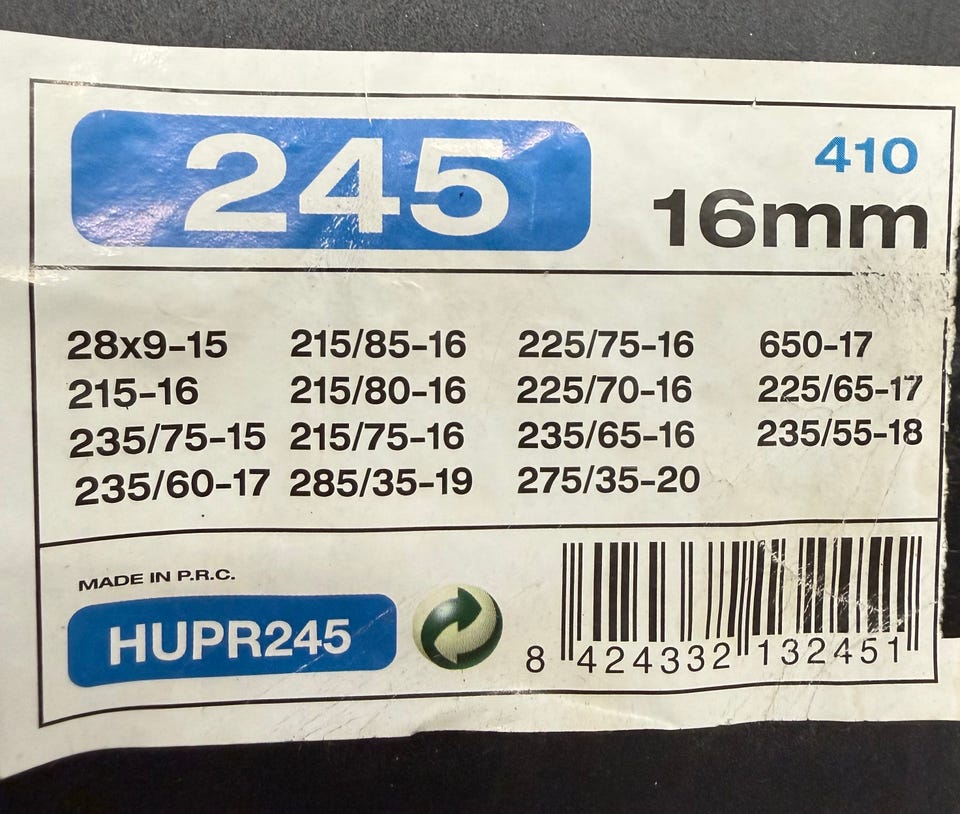 245
410
16mm
28x9-15 215/85-16 225/75-16 650-17
215-16 215/80-16 225/70-16 225/65-17
235/75-15 215/75-16 235/65-16 235/55-18
235/60-17 285/35-19 275/35-20
MADE IN P.R.C.
HUPR245
8 424332 132451